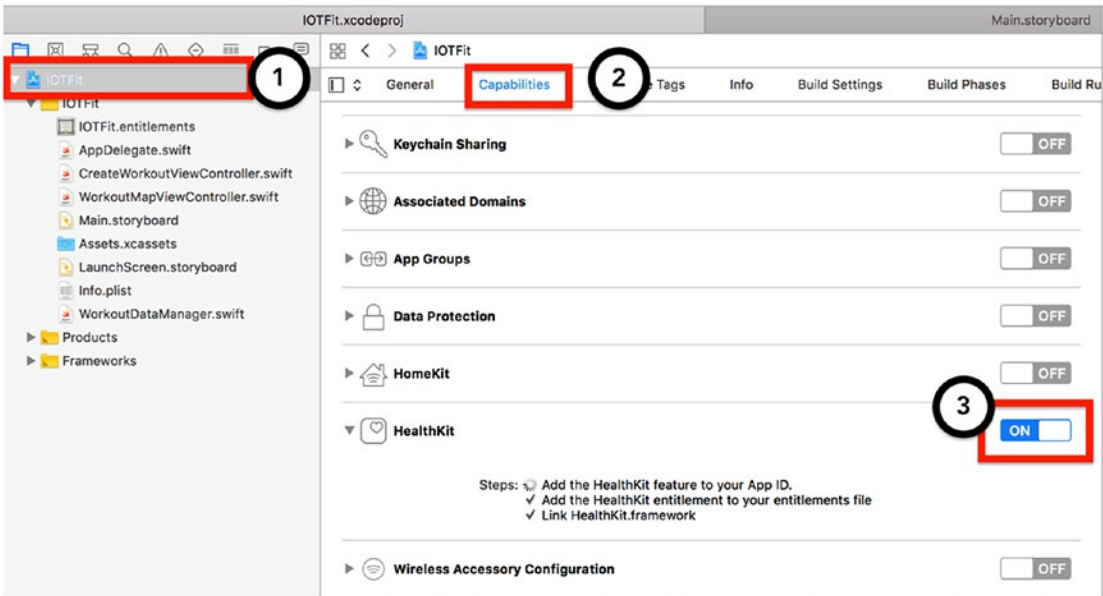 IOTFit.xcodeproj
Main.storyboard
IOTFit
1
IOTFit
IOTFit.entitlements
AppDelegate.swift
CreateWorkoutViewController.swift
WorkoutMapViewController.swift
Main.storyboard
Assets.xcassets
LaunchScreen.storyboard
Info.plist
WorkoutDataManager.swift
Products
Frameworks
IOTFit
General Capabilities 2 Tags Info Build Settings Build Phases Build Ru
Keychain Sharing OFF
Associated Domains OFF
App Groups OFF
Data Protection OFF
HomeKit OFF
3
HealthKit ON
Steps: Add the HealthKit feature to your App ID.
✓ Add the HealthKit entitlement to your entitlements file
✓ Link HealthKit.framework
Wireless Accessory Configuration OFF